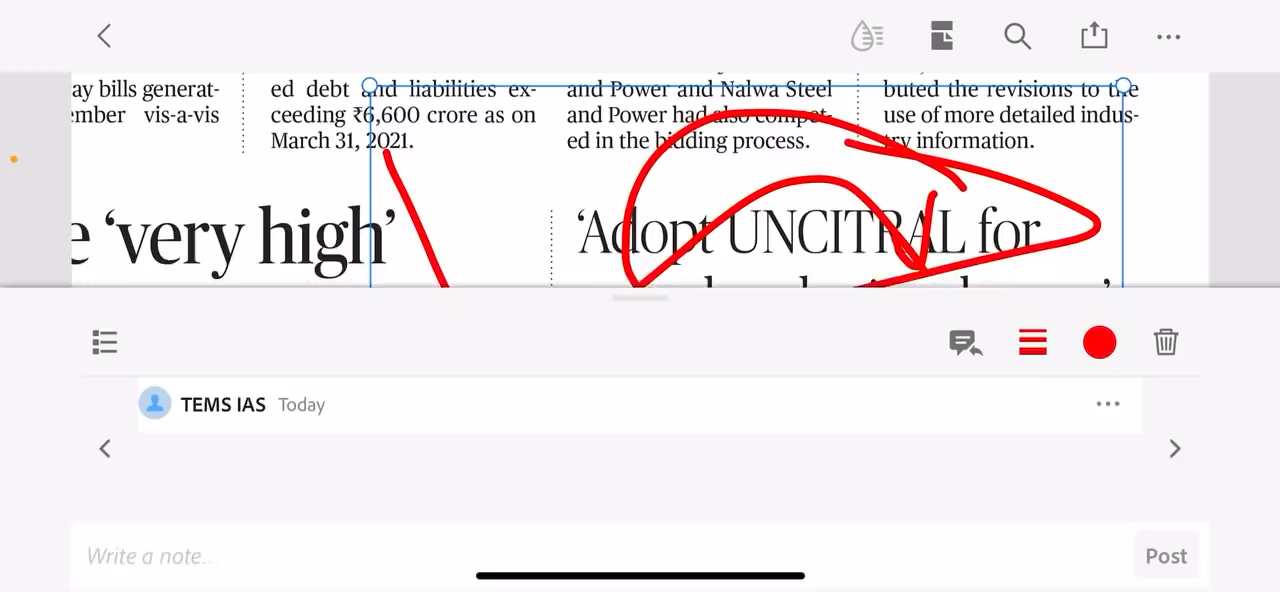 ay bills generat-
ember vis-a-vis
ed debt and liabilities ex-
ceeding ₹6,600 crore as on
March 31, 2021.
and Power and Nalwa Steel
and Power had also compet-
ed in the bidding process.
buted the revisions to the
use of more detailed indus-
try information.
e ‘very high’
‘Adopt UNCITRAL for
TEMS IAS Today
Write a note...
Post